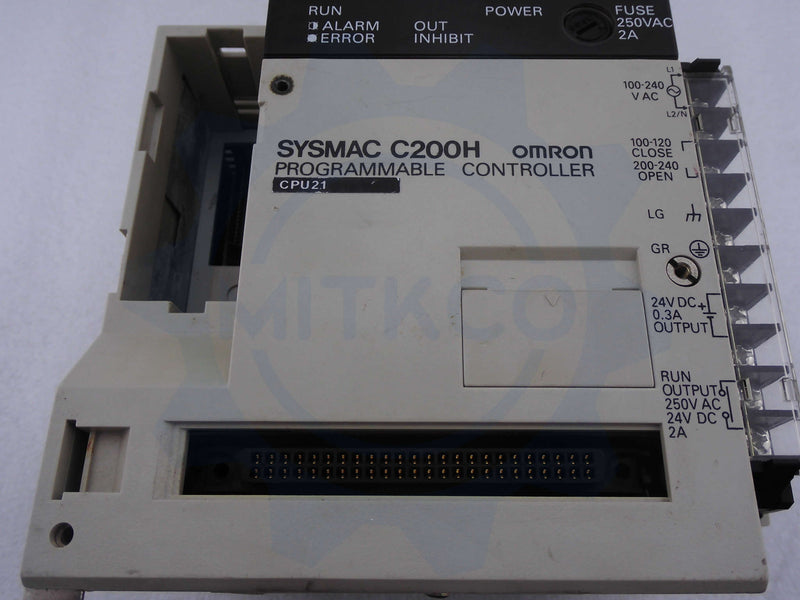 RUN
POWER
FUSE
ALARM
OUT
250VAC
ERROR
INHIBIT
2A
L1
100-240
V AC
L2/N
SYSMAC C200H OMRON
PROGRAMMABLE CONTROLLER
CPU21
100-120
CLOSE
200-240
OPEN
LG
GR
MITKCO
24V DC +
0.3A
OUTPUT
RUN
OUTPUT
250V AC
24V DC
2A